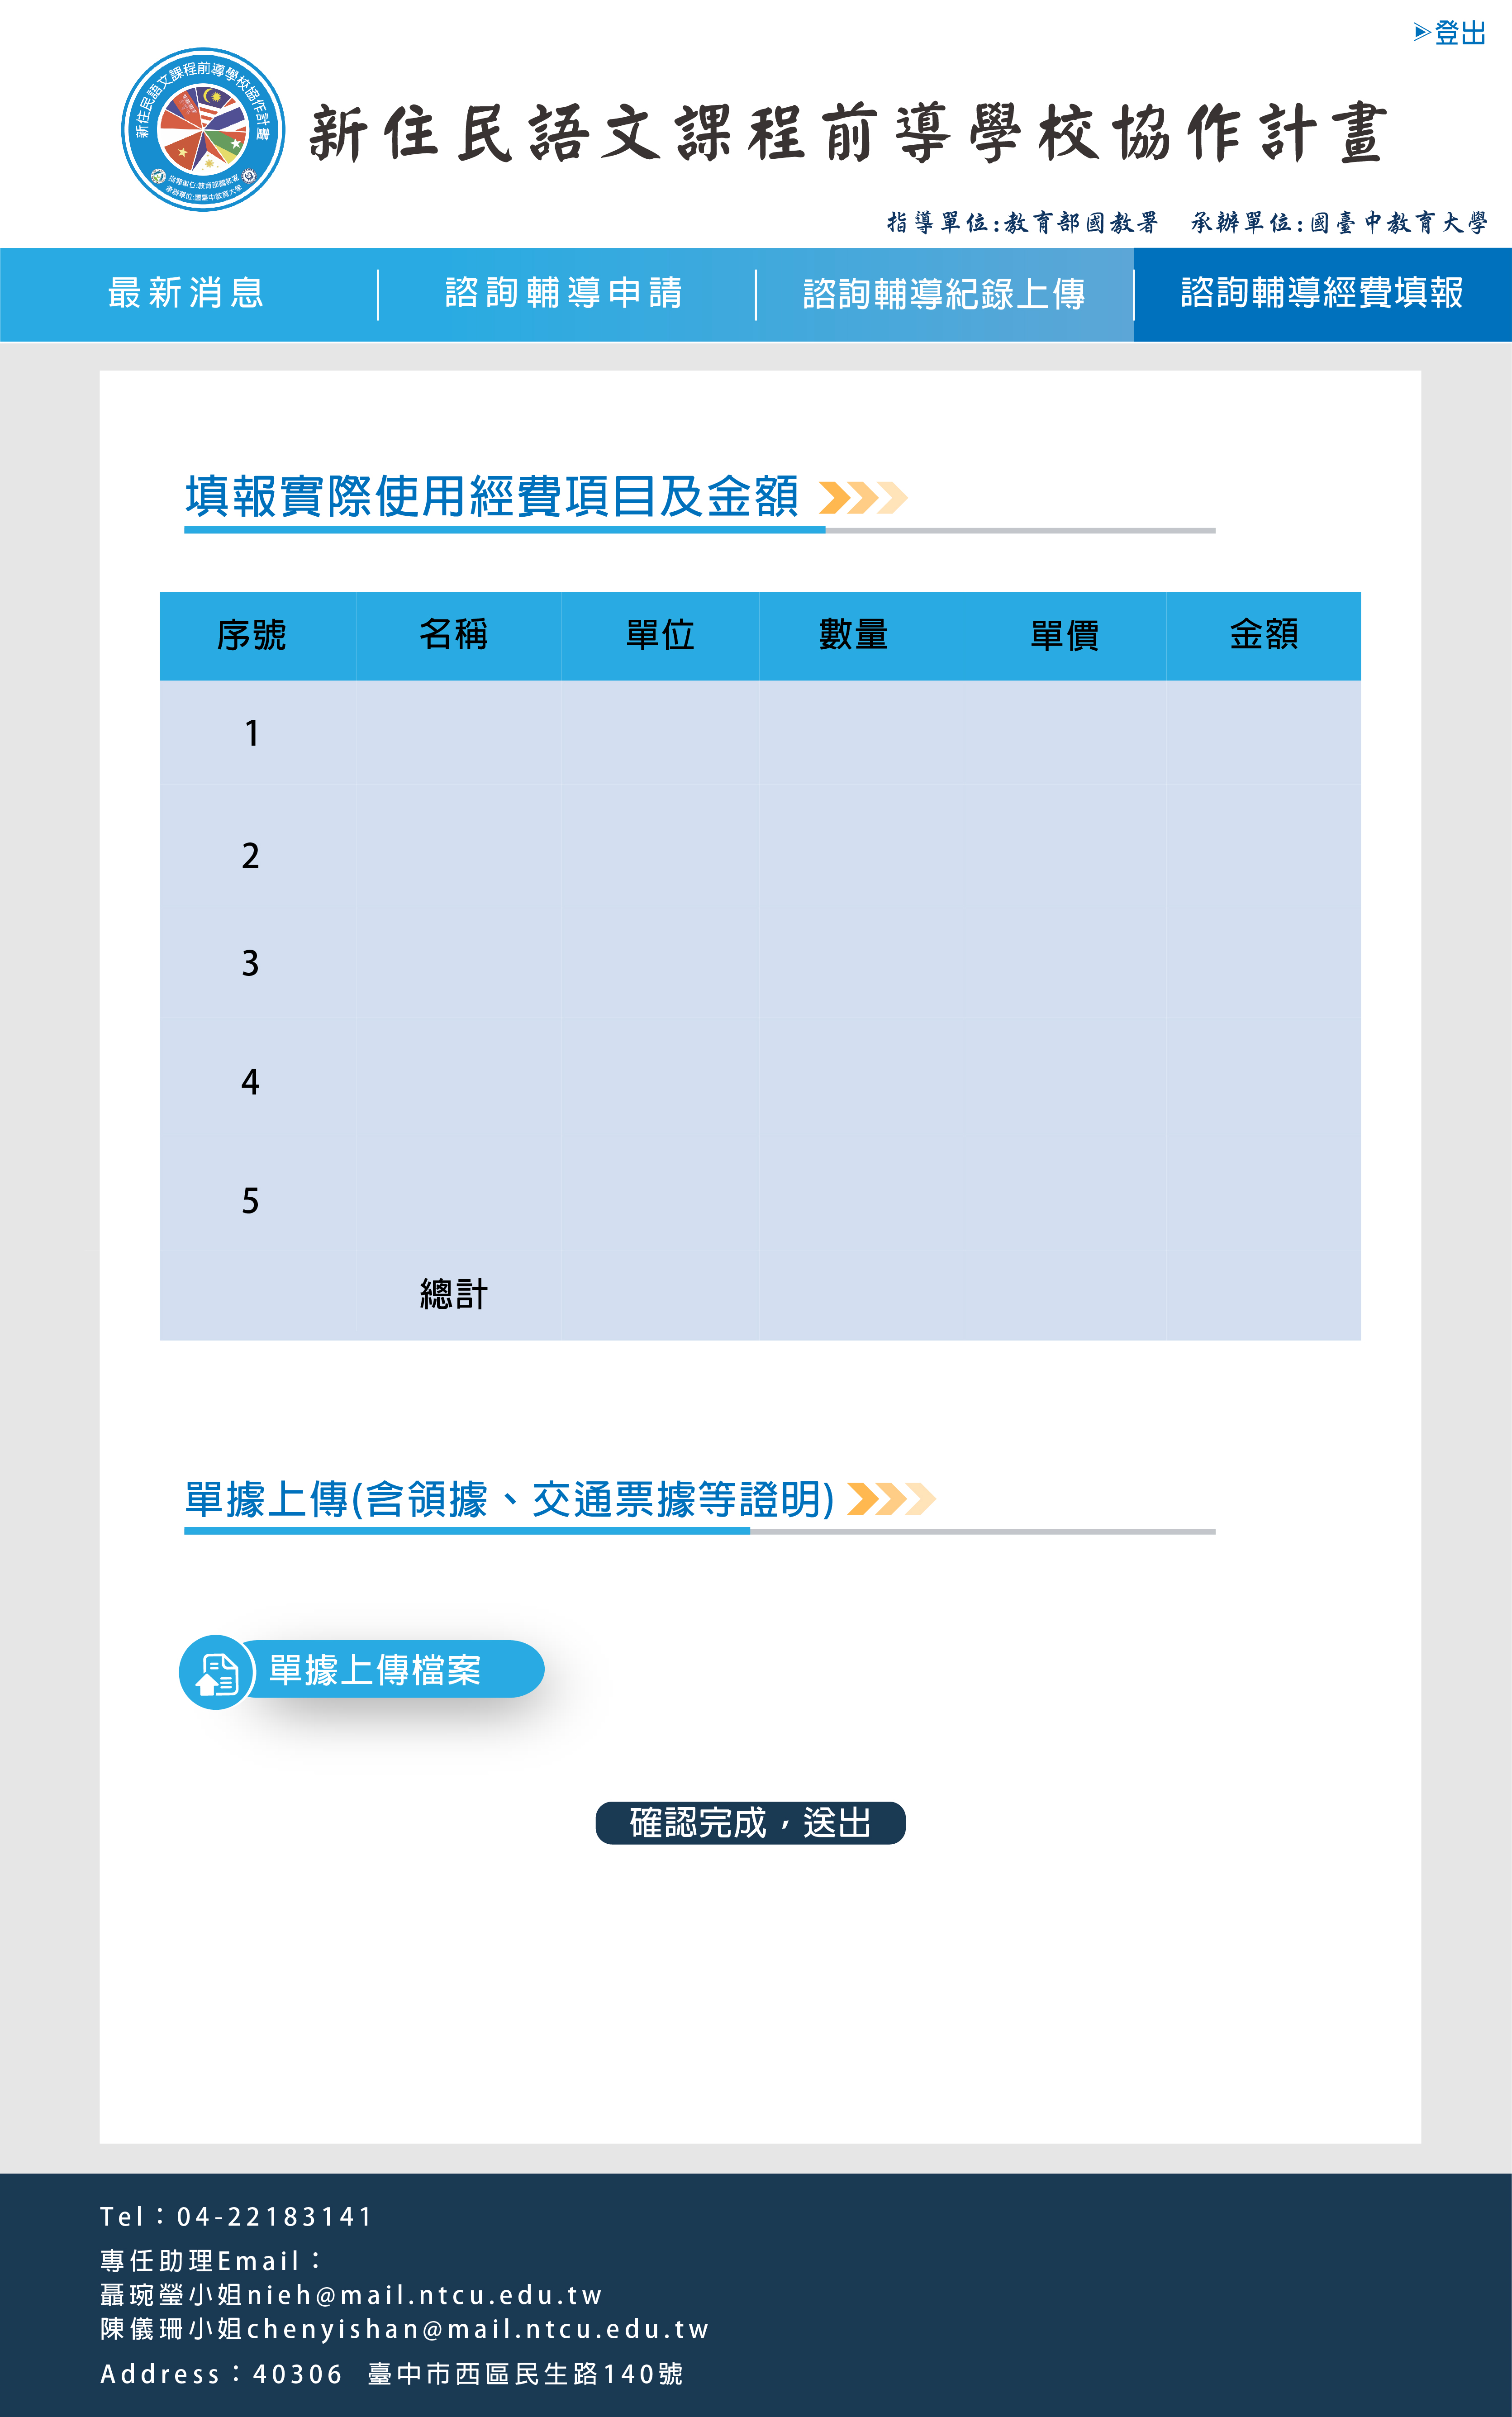 登出
新住民語文課程前導學校協作計畫
指導單位:教育部國教署
承辦單位:國臺中教育大學
新住民語文課程前導學校協作計畫
指導單位:教育部國教署 承辦單位:國臺中教育大學
最新消息 諮詢輔導申請 諮詢輔導紀錄上傳 諮詢輔導經費填報
填報實際使用經費項目及金額
序號 名稱 單位 數量 單價 金額
1
2
3
4
5
總計
單據上傳(含領據、交通票據等證明)
單據上傳檔案
確認完成，送出
Tel：04-22183141
專任助理Email：
聶琬瑩小姐nieh@mail.ntcu.edu.tw
陳儀珊小姐chenyishan@mail.ntcu.edu.tw
Address：40306 臺中市西區民生路140號